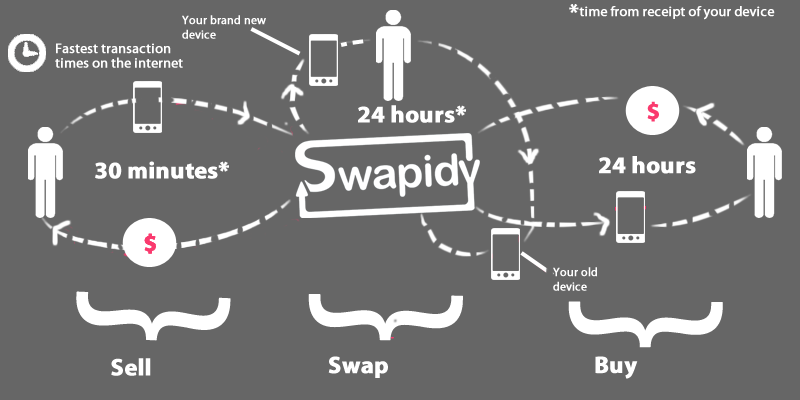 *time from receipt of your device
Your brand new
device
Fastest transaction
times on the internet
24 hours*
30 minutes*
$
Swapidy
24 hours
$
Your old
device
Sell
Swap
Buy